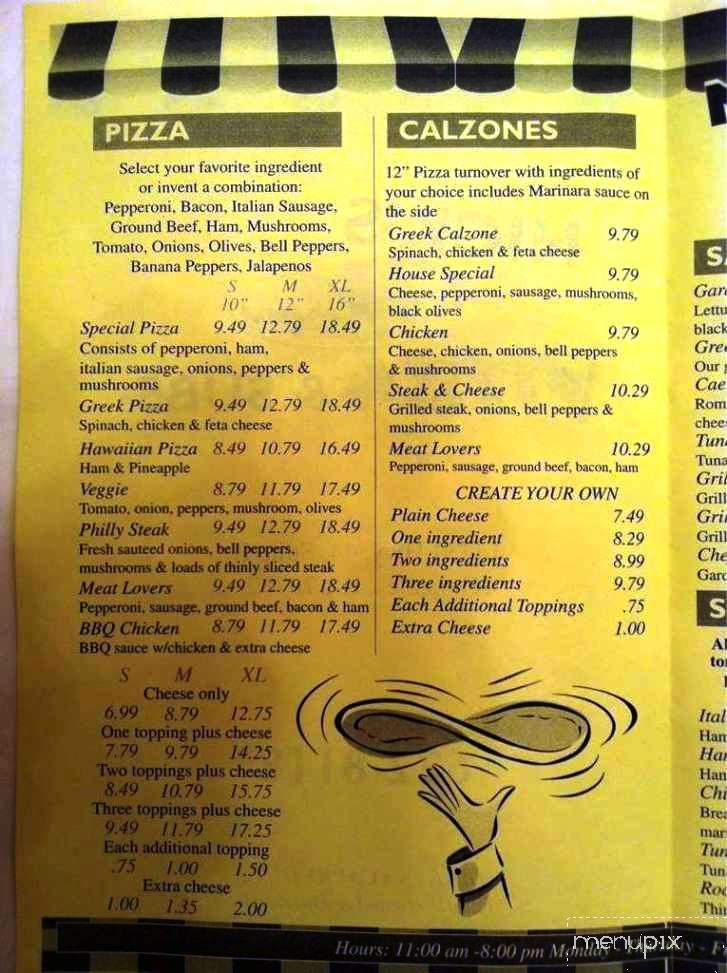 PIZZA
Select your favorite ingredient
or invent a combination:
Pepperoni, Bacon, Italian Sausage,
Ground Beef, Ham, Mushrooms,
Tomato, Onions, Olives, Bell Peppers,
Banana Peppers, Jalapenos
S M XL
10" 12" 16"
Special Pizza 9.49 12.79 18.49
Consists of pepperoni, ham,
italian sausage, onions, peppers &
mushrooms
Greek Pizza 9.49 12.79 18.49
Spinach, chicken & feta cheese
Hawaiian Pizza 8.49 10.79 16.49
Ham & Pineapple
Veggie 8.79 11.79 17.49
Tomato, onion, peppers, mushroom, olives
Philly Steak 9.49 12.79 18.49
Fresh sauteed onions, bell peppers,
mushrooms & loads of thinly sliced steak
Meat Lovers 9.49 12.79 18.49
Pepperoni, sausage, ground beef, bacon & ham
BBQ Chicken 8.79 11.79 17.49
BBQ sauce w/chicken & extra cheese
S M XL
Cheese only
6.99 8.79 12.75
One topping plus cheese
7.79 9.79 14.25
Two toppings plus cheese
8.49 10.79 15.75
Three toppings plus cheese
9.49 11.79 17.25
Each additional topping
.75 1.00 1.50
Extra cheese
1.00 1.35 2.00
CALZONES
12" Pizza turnover with ingredients of
your choice includes Marinara sauce on
the side
Greek Calzone 9.79
Spinach, chicken & feta cheese
House Special 9.79
Cheese, pepperoni, sausage, mushrooms,
black olives
Chicken 9.79
Cheese, chicken, onions, bell peppers
& mushrooms
Steak & Cheese 10.29
Grilled steak, onions, bell peppers &
mushrooms
Meat Lovers 10.29
Pepperoni, sausage, ground beef, bacon, ham
CREATE YOUR OWN
Plain Cheese 7.49
One ingredient 8.29
Two ingredients 8.99
Three ingredients 9.79
Each Additional Toppings .75
Extra Cheese 1.00
Hours: 11:00 am -8:00 pm
menupix